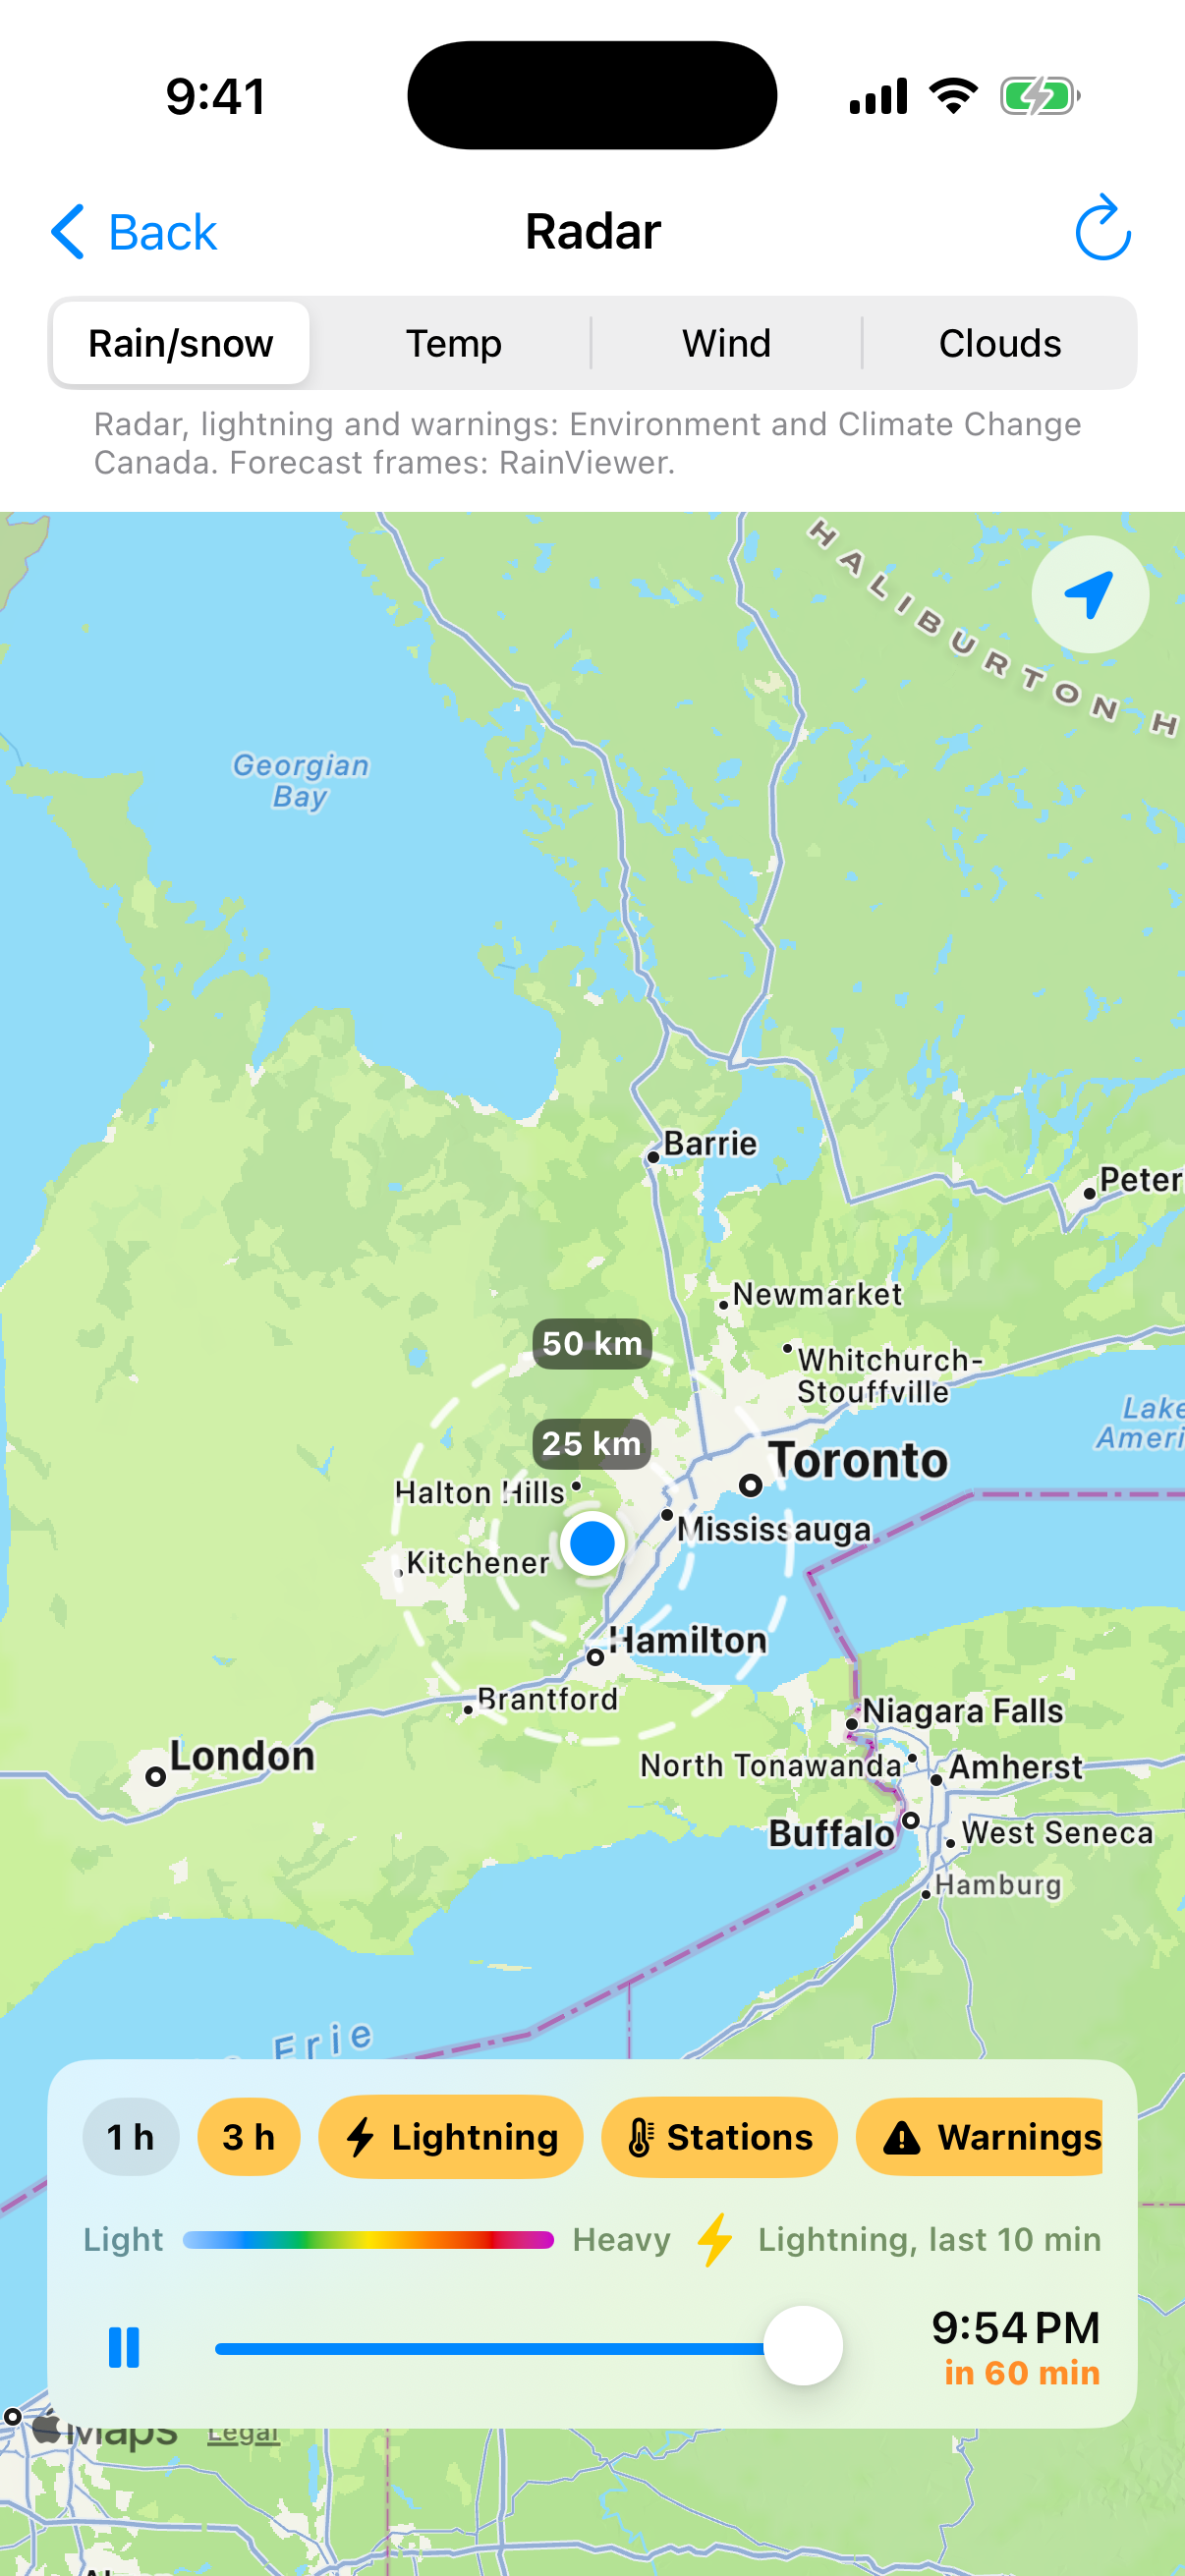 9:41
Back
Radar
Rain/snow
Temp
Wind
Clouds
Radar, lightning and warnings: Environment and Climate Change
Canada. Forecast frames: RainViewer.
HALIBURTON H
Georgian
Bay
Barrie
Peter
Newmarket
50 km
Whitchurch-
Stouffville
Lake
Ameri
25 km
Toronto
Halton Hills
Mississauga
Kitchener
Hamilton
Brantford
Niagara Falls
London
North Tonawanda
Amherst
Buffalo
West Seneca
Hamburg
Erie
1 h
3 h
Lightning
Stations
Warnings
Light
Heavy
Lightning, last 10 min
9:54 PM
in 60 min
Maps
Legal